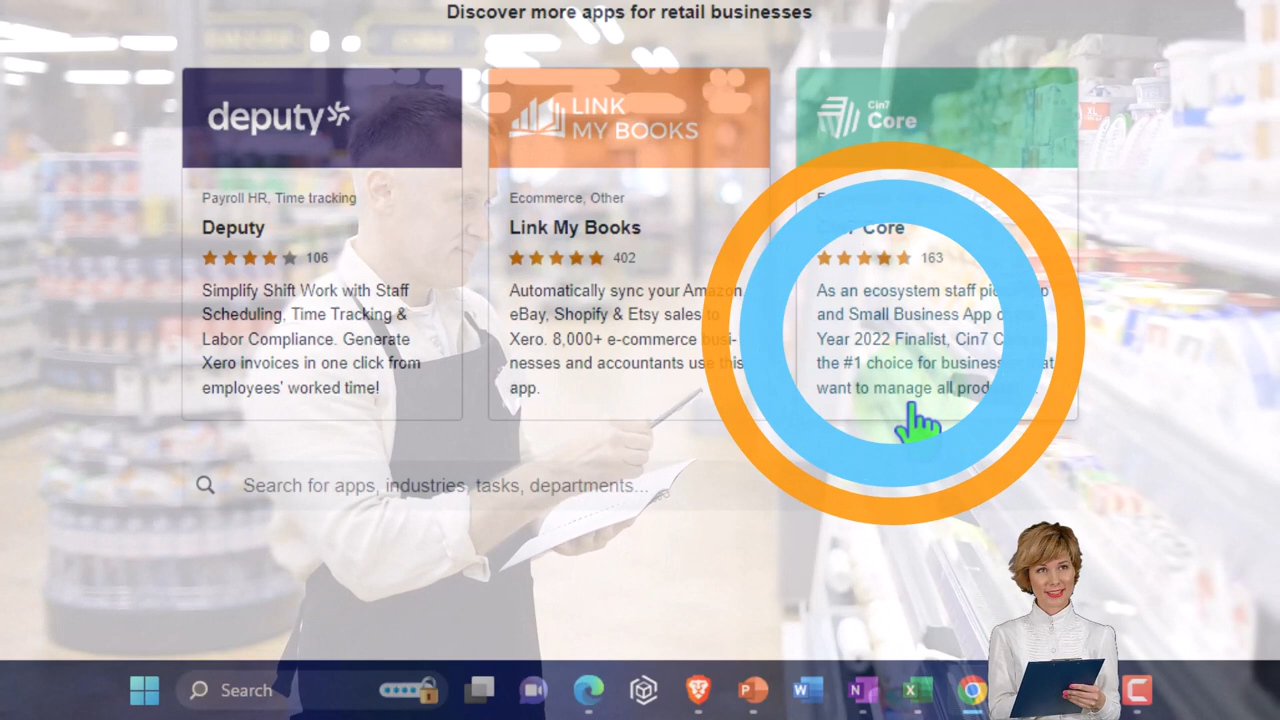 Discover more apps for retail businesses
deputy
LINK
MY BOOKS
Cin7
Core
Payroll HR, Time tracking
Deputy
106
Simplify Shift Work with Staff
Scheduling, Time Tracking &
Labor Compliance. Generate
Xero invoices in one click from
employees' worked time!
Ecommerce, Other
Link My Books
402
Automatically sync your Amazon,
eBay, Shopify & Etsy sales to
Xero. 8,000+ e-commerce busi-
nesses and accountants use this
app.
Cin7 Core
163
As an ecosystem staff
and Small Business App
Year 2022 Finalist, Cin7
the #1 choice for
want to manage all
Search for apps, industries, tasks, departments...
Search